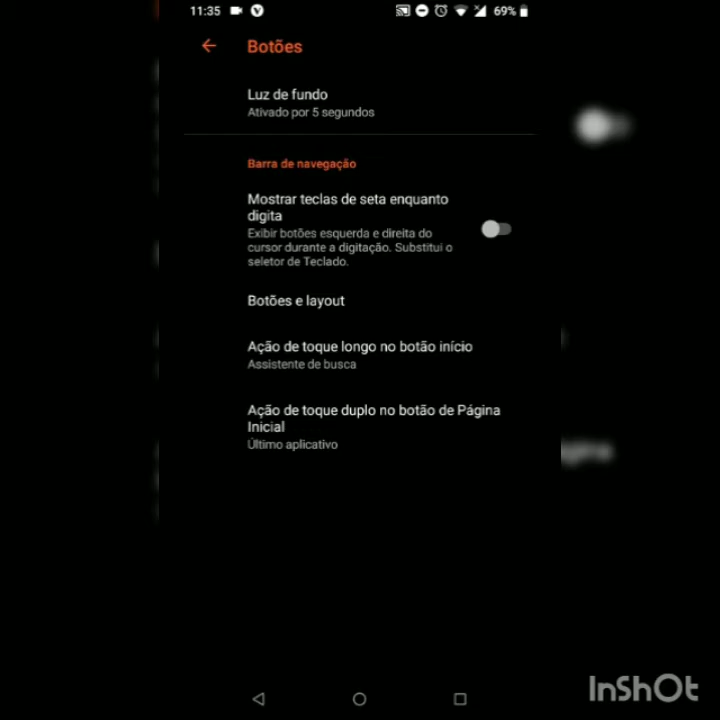 11:35
69%
Botões
Luz de fundo
Ativado por 5 segundos
Barra de navegação
Mostrar teclas de seta enquanto
digita
Exibir botões esquerda e direita do
cursor durante a digitação. Substitui o
seletor de Teclado.
Botões e layout
Ação de toque longo no botão início
Assistente de busca
Ação de toque duplo no botão de Página
Inicial
Último aplicativo
InShOt